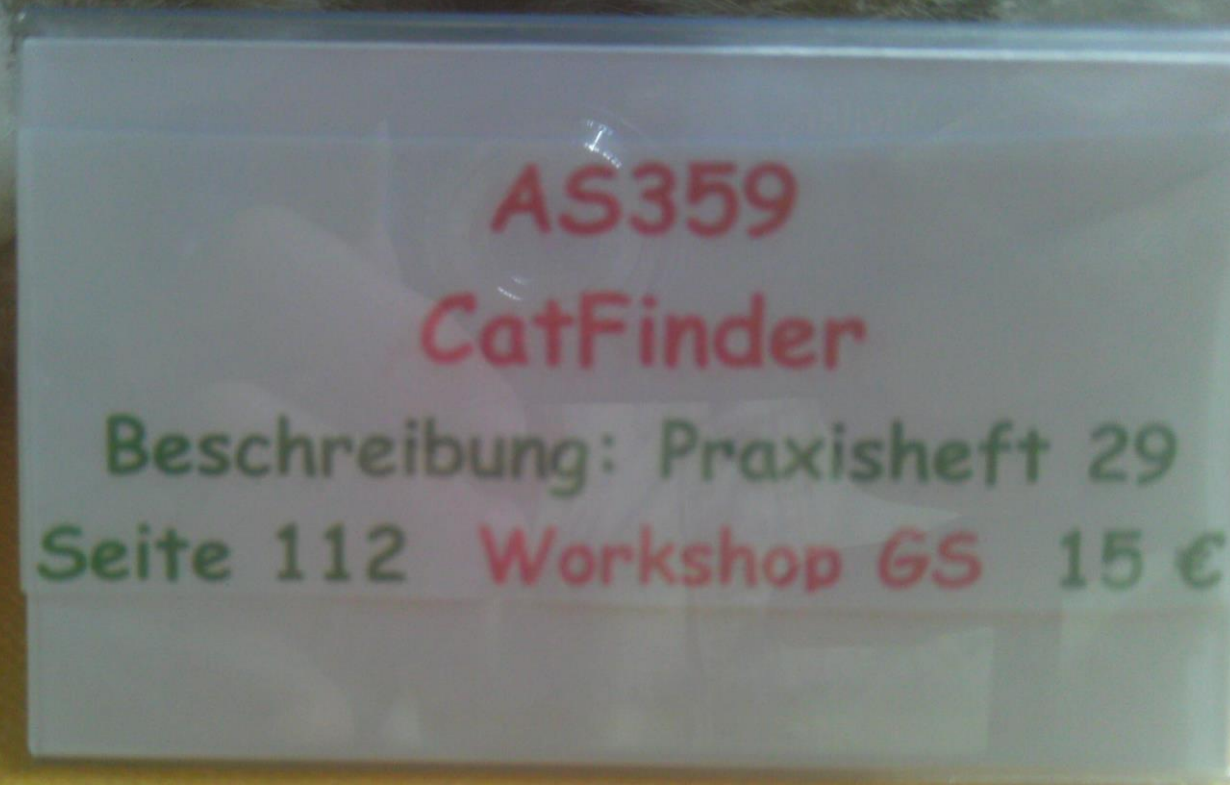 AS359
CatFinder
Beschreibung: Praxisheft 29
Seite 112 Workshop GS 15 €